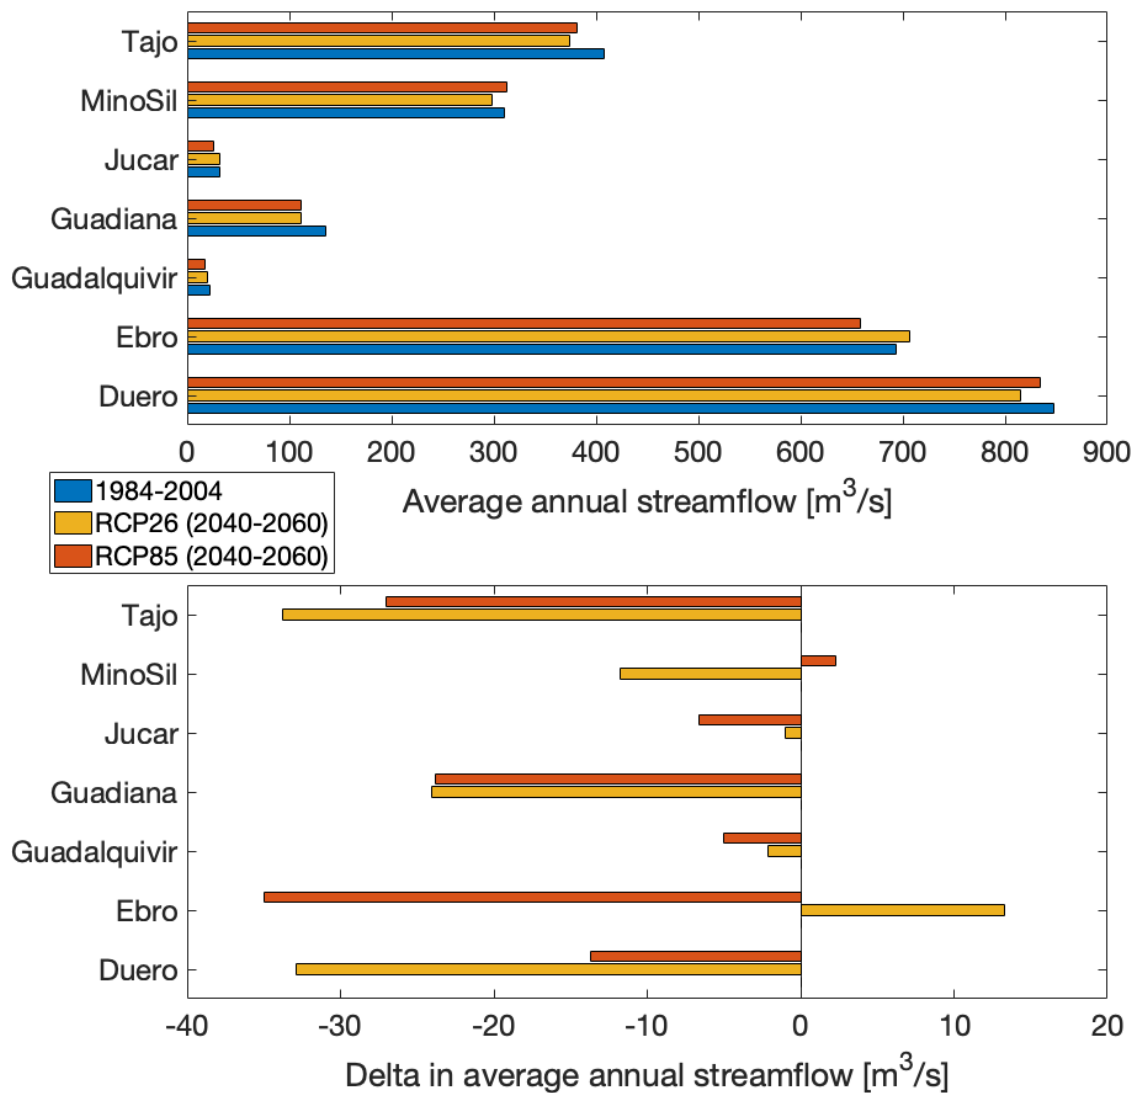 Tajo
MinoSil
Jucar
Guadiana
Guadalquivir
Ebro
Duero
0 100 200 300 400 500 600 700 800 900
Average annual streamflow [m³/s]
1984-2004
RCP26 (2040-2060)
RCP85 (2040-2060)
Tajo
MinoSil
Jucar
Guadiana
Guadalquivir
Ebro
Duero
-40 -30 -20 -10 0 10 20
Delta in average annual streamflow [m³/s]